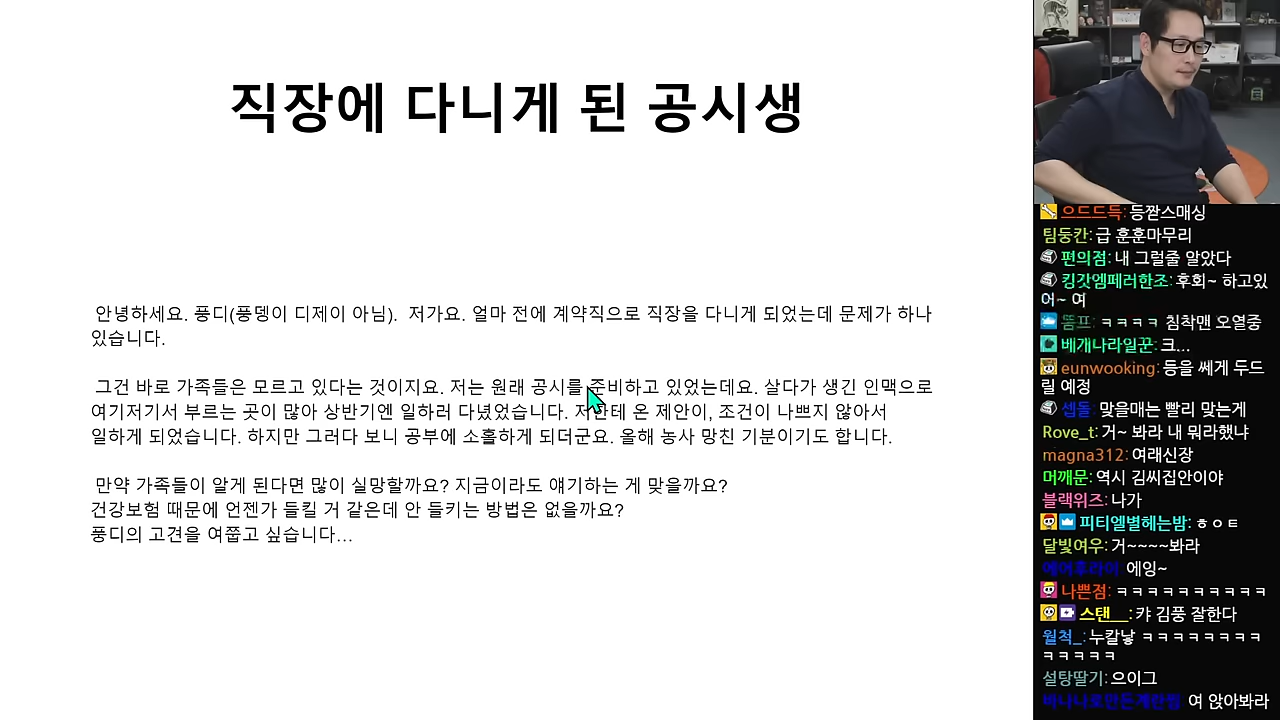 직장에 다니게 된 공시생
안녕하세요. 풍디(풍뎅이 디제이 아님).  저가요. 얼마 전에 계약직으로 직장을 다니게 되었는데 문제가 하나
있습니다.
그건 바로 가족들은 모르고 있다는 것이지요. 저는 원래 공시를 준비하고 있었는데요. 살다가 생긴 인맥으로
여기저기서 부르는 곳이 많아 상반기엔 일하러 다녔었습니다. 저한테 온 제안이, 조건이 나쁘지 않아서
일하게 되었습니다. 하지만 그러다 보니 공부에 소홀하게 되더군요. 올해 농사 망친 기분이기도 합니다.
만약 가족들이 알게 된다면 많이 실망할까요? 지금이라도 얘기하는 게 맞을까요?
건강보험 때문에 언젠가 들킬 거 같은데 안 들키는 방법은 없을까요?
풍디의 고견을 여쭙고 싶습니다...
으드드득: 등짣스매싱
팀둥칸: 급 훈훈마무리
편의점: 내 그럴줄 알았다
킹갓엠페러한조: 후회~ 하고있
어~ 여
뜸프: ㅋㅋㅋㅋ 침착맨 오열중
베개나라일꾼: 크...
eunwooking: 등을 쎄게 두드
릴 예정
셉돌: 맞을매는 빨리 맞는게
Rove_t: 거~ 봐라 내 뭐라했냐
magna312: 여래신장
머깨문: 역시 김씨집안이야
블랙위즈: 나가
피티엘별헤는밤: ㅎㅇㅌ
달빛여우: 거~~~~봐라
에어후라이: 에잉~
나쁜점: ㅋㅋㅋㅋㅋㅋㅋㅋㅋㅋ
스탠__: 캬 김풍 잘한다
월척_: 누칼낳 ㅋㅋㅋㅋㅋㅋㅋㅋ
ㅋㅋㅋㅋㅋ
설탕딸기: 으이그
바나나로만든계란찜: 여 앉아봐라